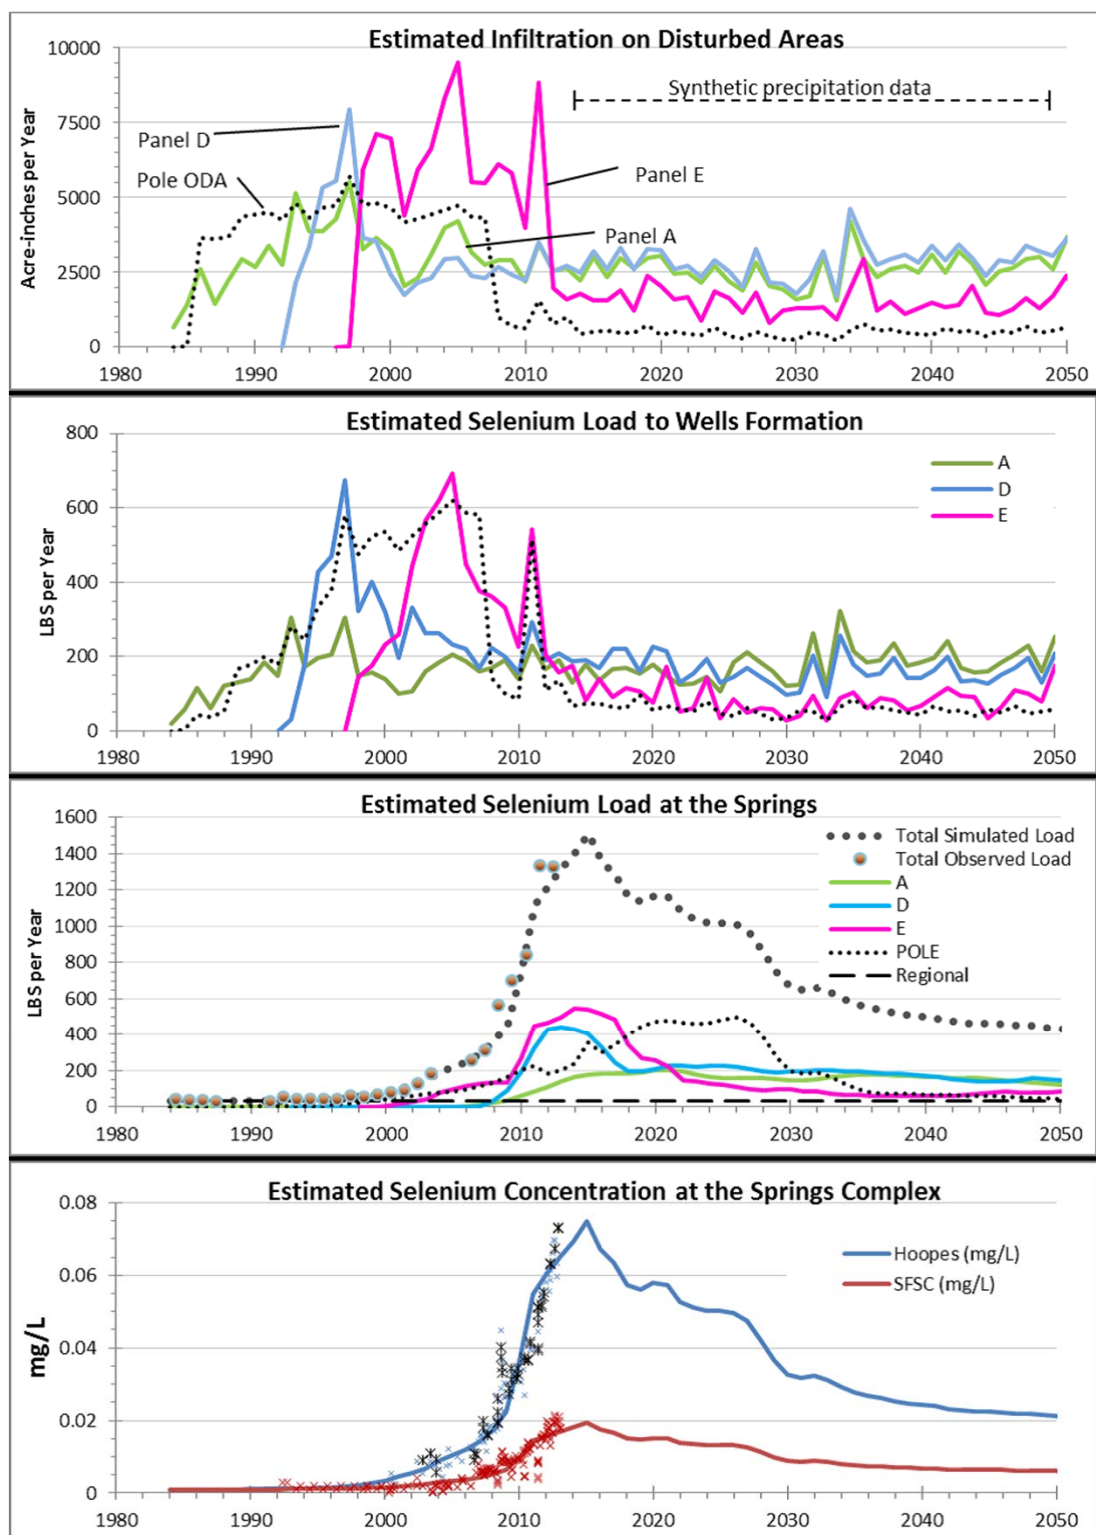 Estimated Infiltration on Disturbed Areas
Acre-inches per Year
10000
7500
5000
2500
0
Synthetic precipitation data
Panel D
Pole ODA
Panel E
Panel A
1980 1990 2000 2010 2020 2030 2040 2050
Estimated Selenium Load to Wells Formation
LBS per Year
800
600
400
200
0
A
D
E
1980 1990 2000 2010 2020 2030 2040 2050
Estimated Selenium Load at the Springs
LBS per Year
1600
1400
1200
1000
800
600
400
200
0
Total Simulated Load
Total Observed Load
A
D
E
POLE
Regional
1980 1990 2000 2010 2020 2030 2040 2050
Estimated Selenium Concentration at the Springs Complex
mg/L
0.08
0.06
0.04
0.02
0
Hoopes (mg/L)
SFSC (mg/L)
1980 1990 2000 2010 2020 2030 2040 2050